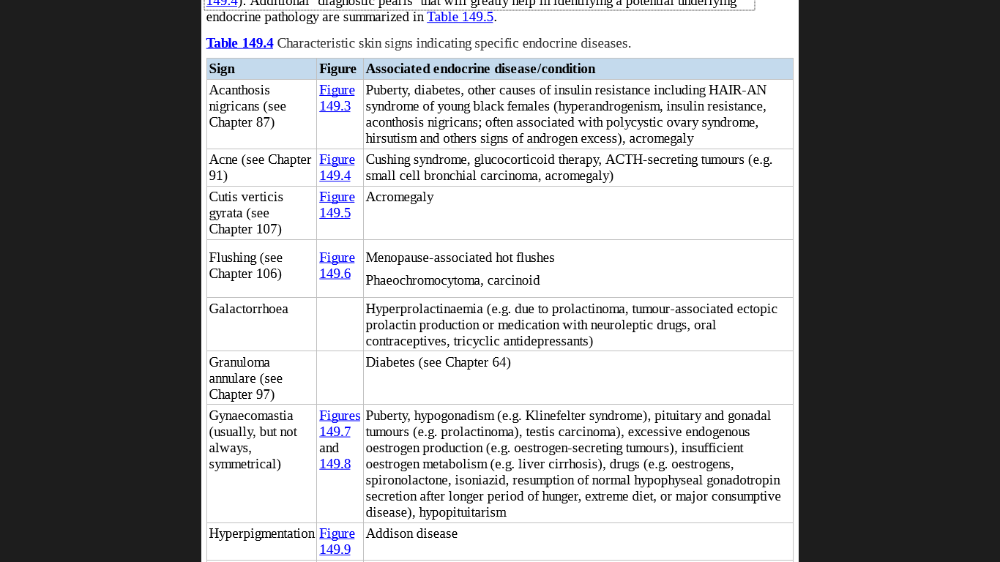 149.4). Additional "diagnostic pearls" that will greatly help in identifying a potential underlying
endocrine pathology are summarized in Table 149.5.
Table 149.4 Characteristic skin signs indicating specific endocrine diseases.
Sign Figure Associated endocrine disease/condition
Acanthosis
nigricans (see
Chapter 87)
Figure
149.3
Puberty, diabetes, other causes of insulin resistance including HAIR-AN
syndrome of young black females (hyperandrogenism, insulin resistance,
aconthosis nigricans; often associated with polycystic ovary syndrome,
hirsutism and others signs of androgen excess), acromegaly
Acne (see Chapter
91)
Figure
149.4
Cushing syndrome, glucocorticoid therapy, ACTH-secreting tumours (e.g.
small cell bronchial carcinoma, acromegaly)
Cutis verticis
gyrata (see
Chapter 107)
Figure
149.5
Acromegaly
Flushing (see
Chapter 106)
Figure
149.6
Menopause-associated hot flushes
Phaeochromocytoma, carcinoid
Galactorrhoea
Hyperprolactinaemia (e.g. due to prolactinoma, tumour-associated ectopic
prolactin production or medication with neuroleptic drugs, oral
contraceptives, tricyclic antidepressants)
Granuloma
annulare (see
Chapter 97)
Diabetes (see Chapter 64)
Gynaecomastia
(usually, but not
always,
symmetrical)
Figures
149.7
and
149.8
Puberty, hypogonadism (e.g. Klinefelter syndrome), pituitary and gonadal
tumours (e.g. prolactinoma), testis carcinoma), excessive endogenous
oestrogen production (e.g. oestrogen-secreting tumours), insufficient
oestrogen metabolism (e.g. liver cirrhosis), drugs (e.g. oestrogens,
spironolactone, isoniazid, resumption of normal hypophyseal gonadotropin
secretion after longer period of hunger, extreme diet, or major consumptive
disease), hypopituitarism
Hyperpigmentation
Figure
149.9
Addison disease